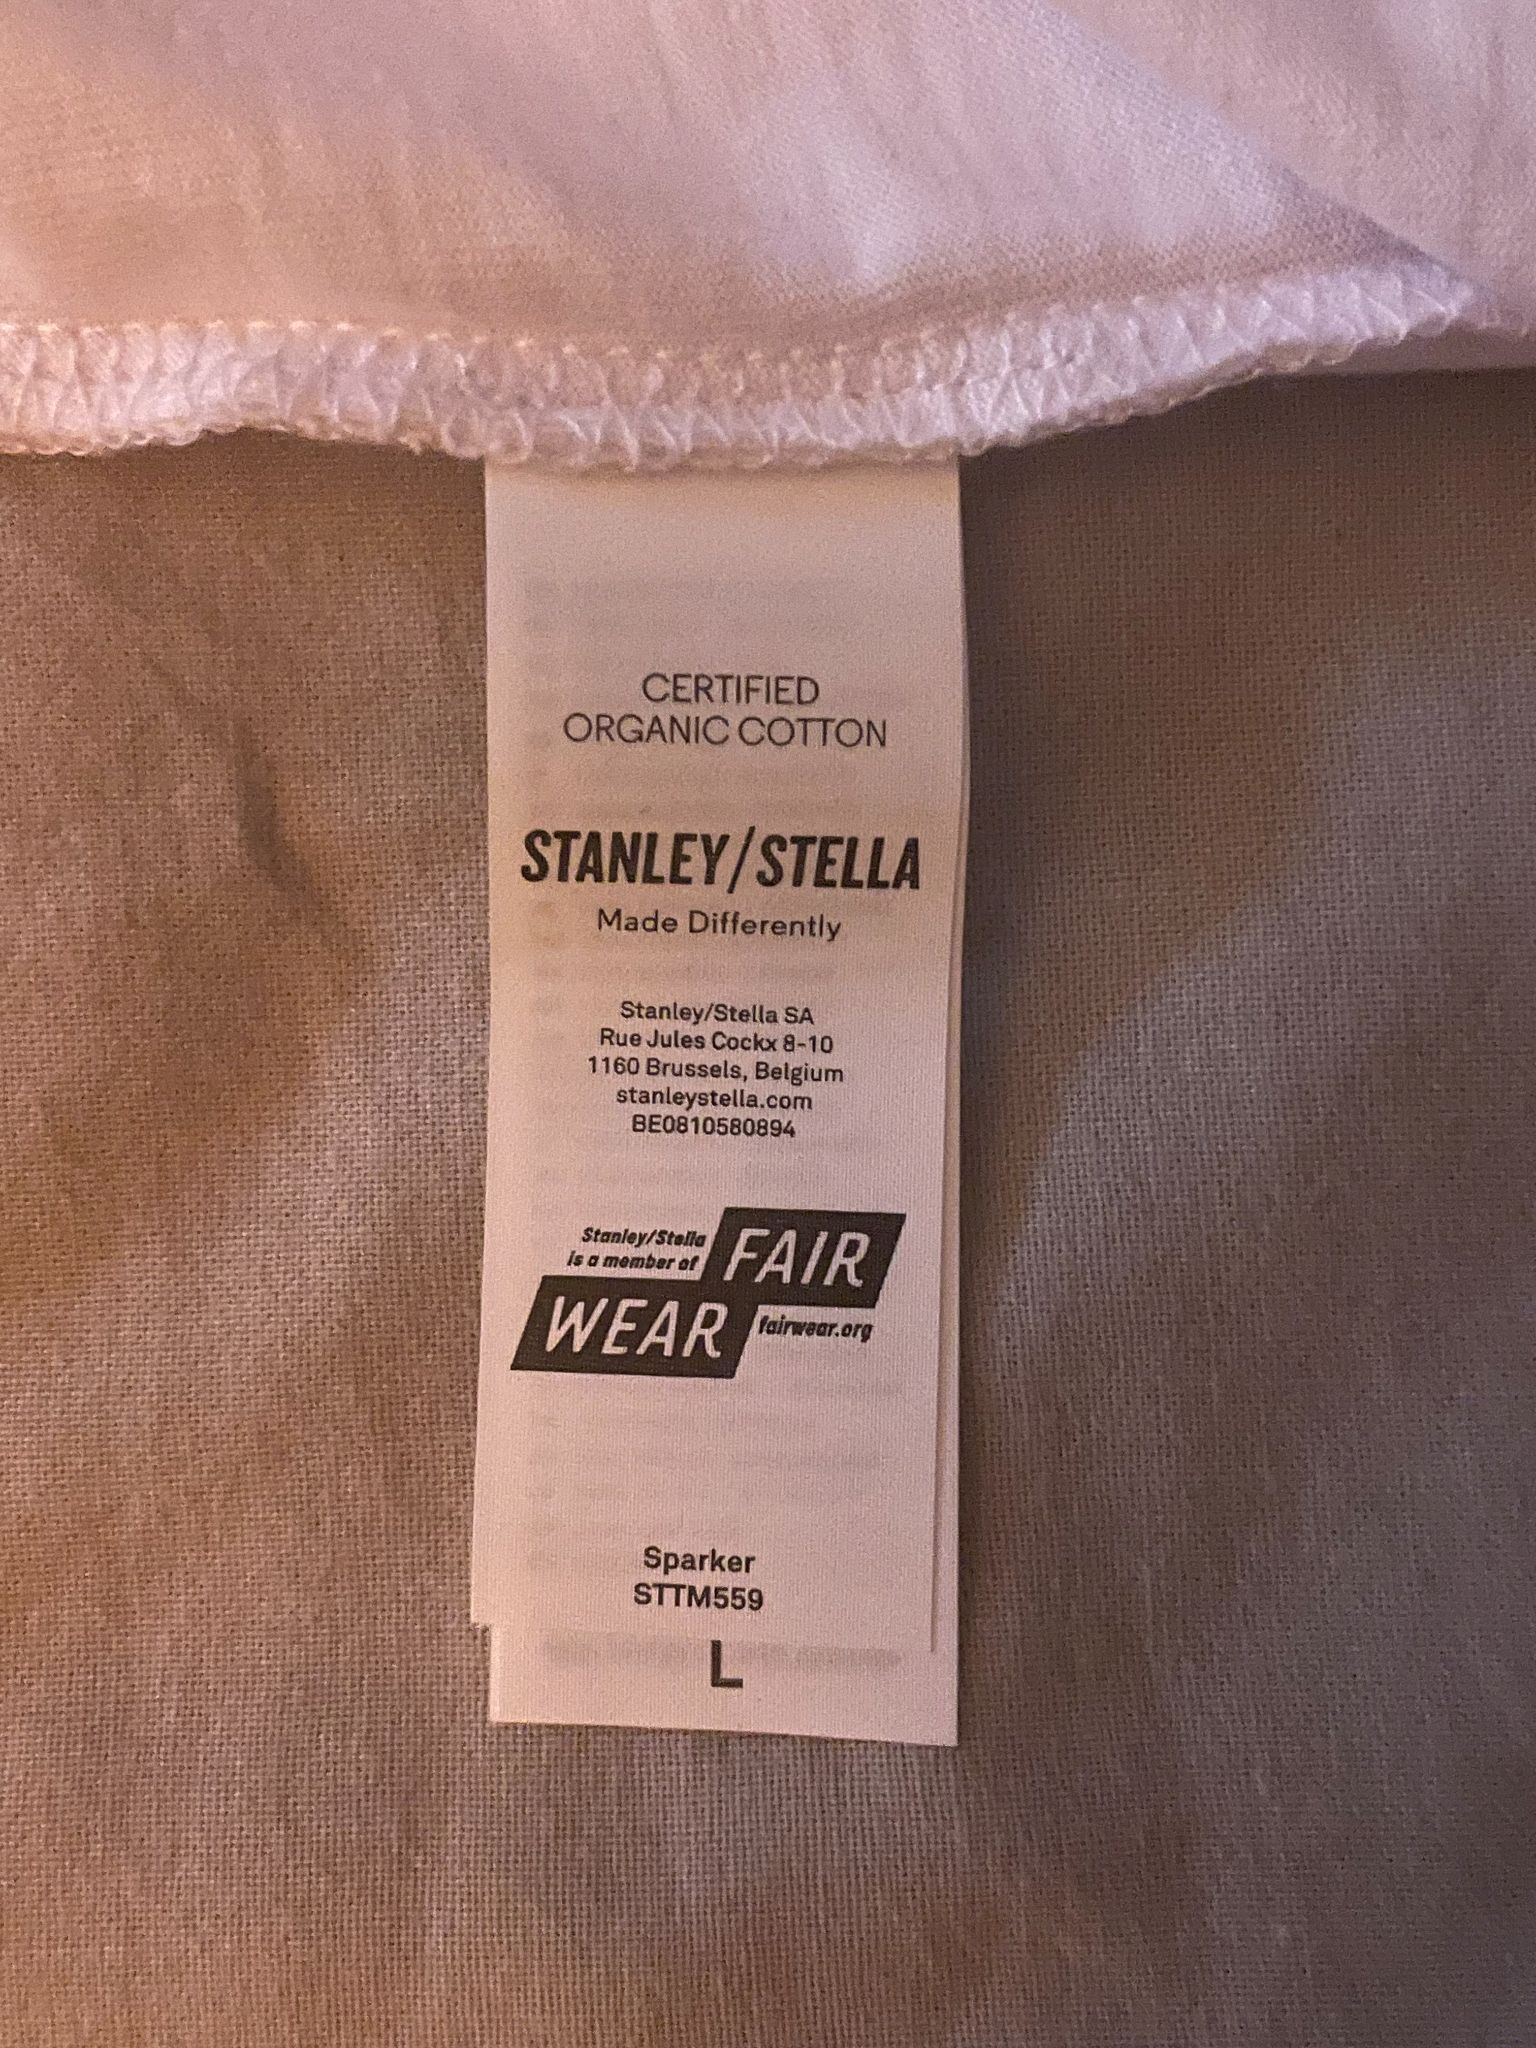 CERTIFIED
ORGANIC COTTON
STANLEY/STELLA
Made Differently
Stanley/Stella SA
Rue Jules Cockx 8-10
1160 Brussels, Belgium
stanleystella.com
BE0810580894
Stanley/Stella
is a member of
FAIR
WEAR
fairwear.org
Sparker
STTM559
L